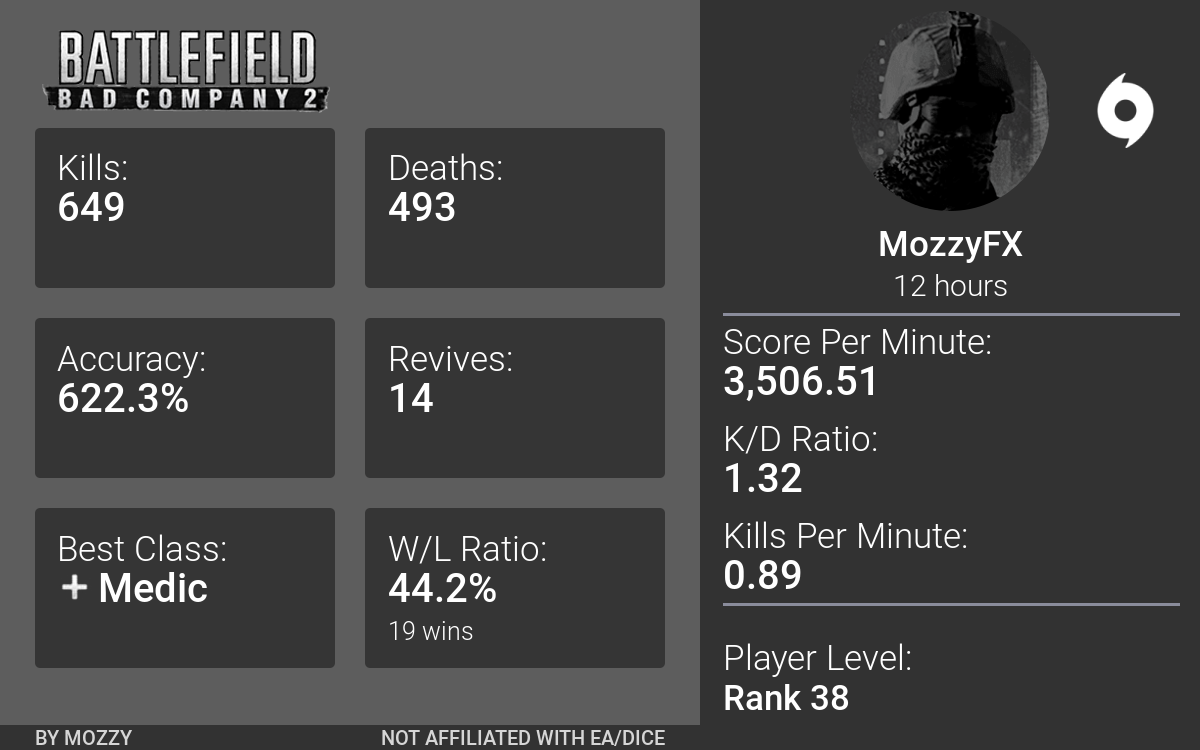 BATTLEFIELD
BAD COMPANY 2
Kills:
649
Deaths:
493
Accuracy:
622.3%
Revives:
14
Best Class:
+ Medic
W/L Ratio:
44.2%
19 wins
BY MOZZY
NOT AFFILIATED WITH EA/DICE
MozzyFX
12 hours
Score Per Minute:
3,506.51
K/D Ratio:
1.32
Kills Per Minute:
0.89
Player Level:
Rank 38